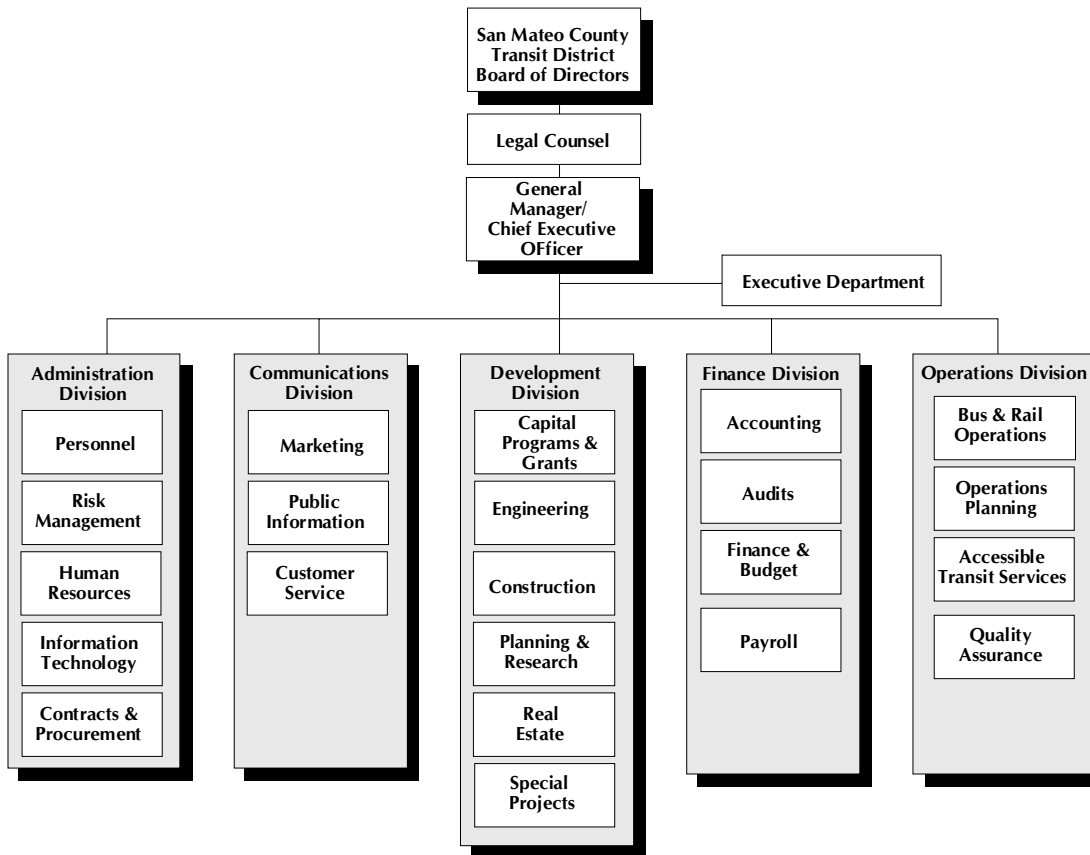 San Mateo County
Transit District
Board of Directors
Legal Counsel
General
Manager/
Chief Executive
OFficer
Executive Department
Administration
Division
Personnel
Risk
Management
Human
Resources
Information
Technology
Contracts &
Procurement
Communications
Division
Marketing
Public
Information
Customer
Service
Development
Division
Capital
Programs &
Grants
Engineering
Construction
Planning &
Research
Real
Estate
Special
Projects
Finance Division
Accounting
Audits
Finance &
Budget
Payroll
Operations Division
Bus & Rail
Operations
Operations
Planning
Accessible
Transit Services
Quality
Assurance